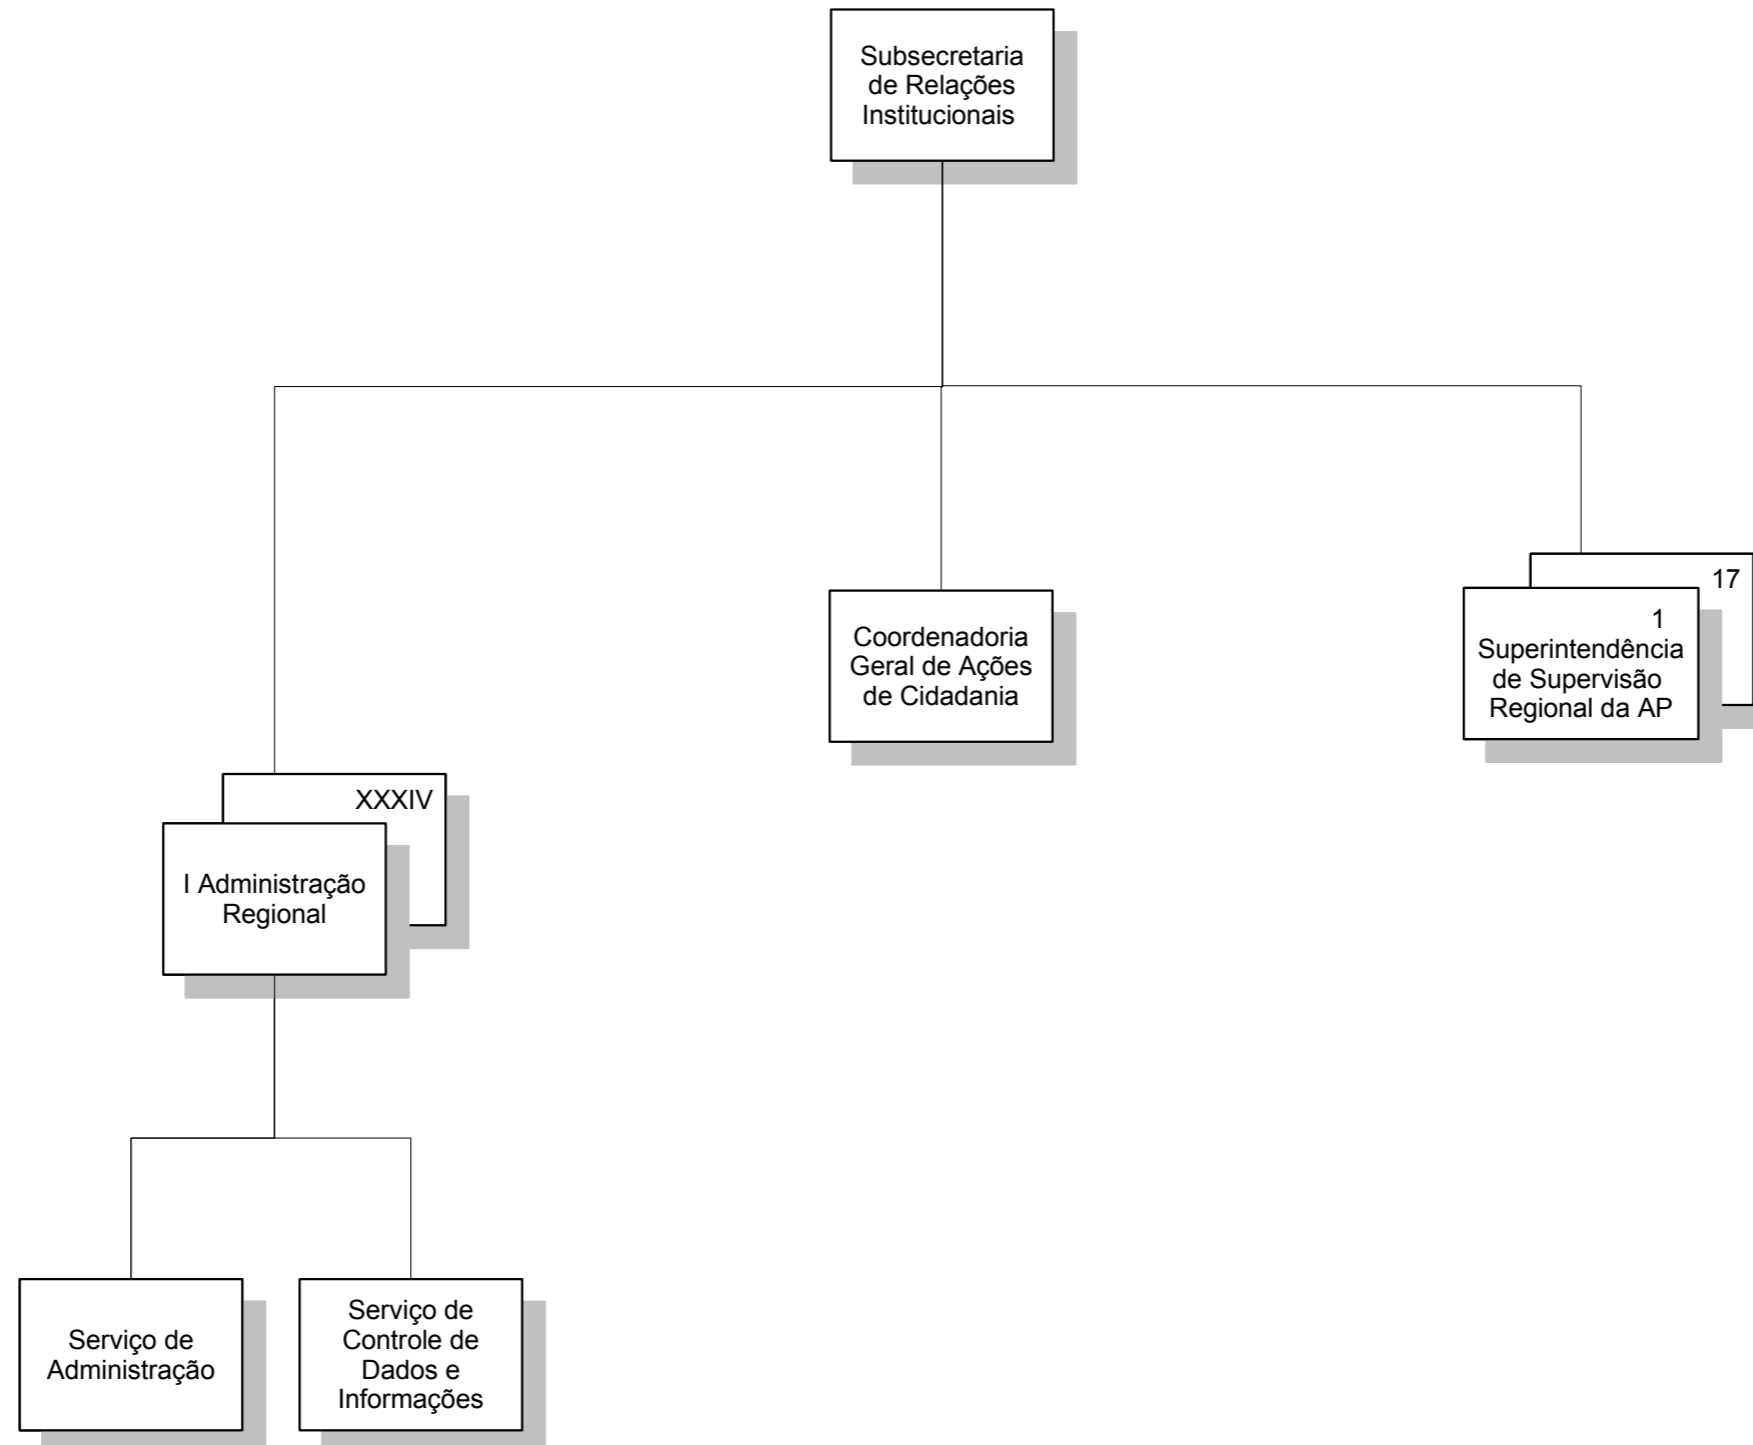 Subsecretaria
de Relações
Institucionais
Coordenadoria
Geral de Ações
de Cidadania
17
1
Superintendência
de Supervisão
Regional da AP
XXXIV
I Administração
Regional
Serviço de
Administração
Serviço de
Controle de
Dados e
Informações